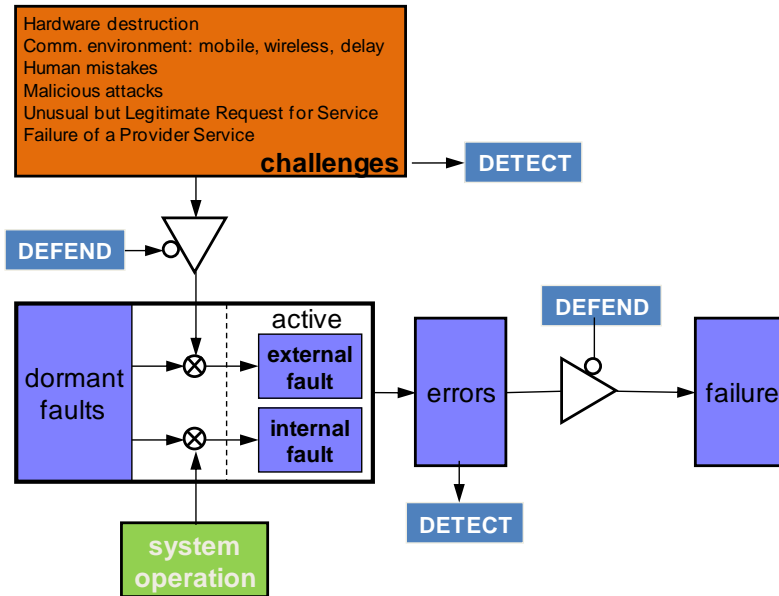 Hardware destruction
Comm. environment: mobile, wireless, delay
Human mistakes
Malicious attacks
Unusual but Legitimate Request for Service
Failure of a Provider Service
challenges
DETECT
DEFEND
DEFEND
dormant
faults
active
external
fault
internal
fault
errors
failure
DETECT
system
operation